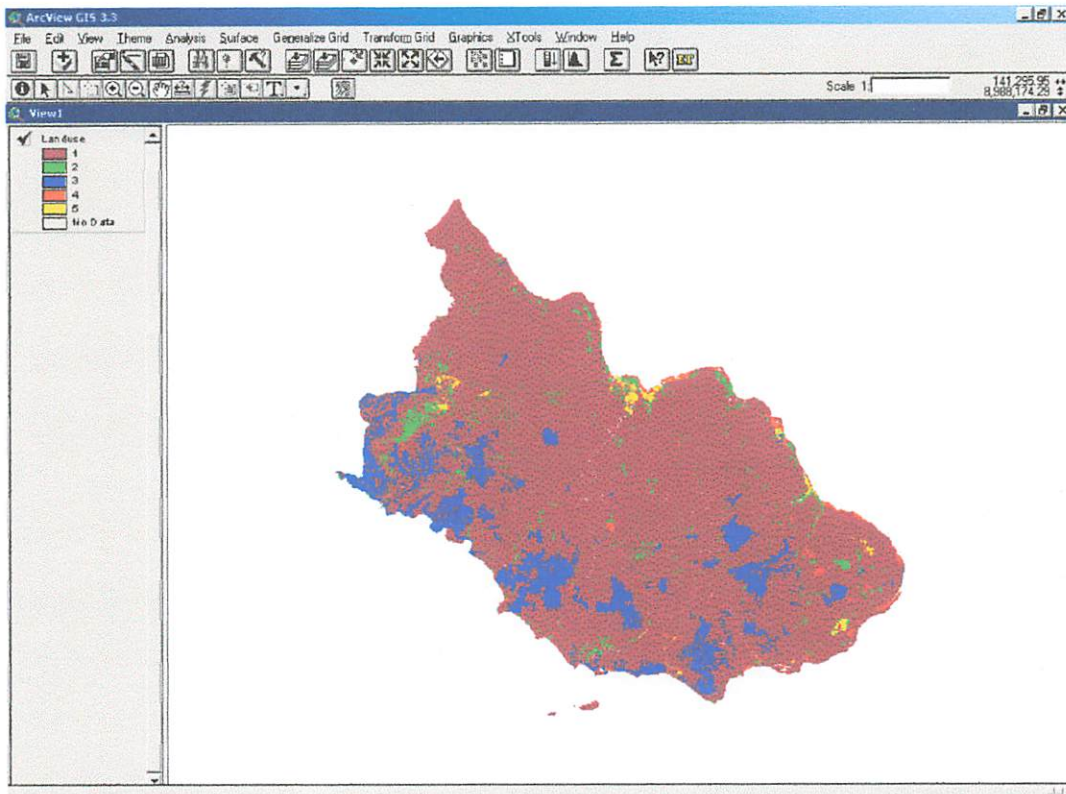 ArcView GIS 3.3
File Edit View Theme Analysis Surface Generalize Grid Transform Grid Graphics XTools Window Help
Scale 1:
141,295.95
8,988,174.29
View1
Landuse
1
2
3
4
5
No Data